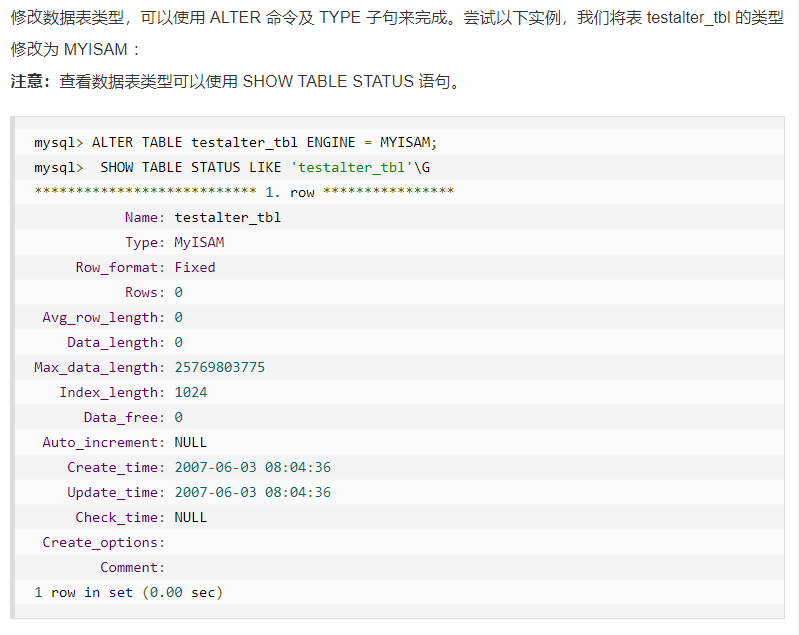 修改数据表类型，可以使用 ALTER 命令及 TYPE 子句来完成。尝试以下实例，我们将表 testalter_tbl 的类型
修改为 MYISAM ：
注意：查看数据表类型可以使用 SHOW TABLE STATUS 语句。
mysql> ALTER TABLE testalter_tbl ENGINE = MYISAM;
mysql>  SHOW TABLE STATUS LIKE 'testalter_tbl'\G
*************************** 1. row ****************
           Name: testalter_tbl
           Type: MyISAM
     Row_format: Fixed
           Rows: 0
 Avg_row_length: 0
    Data_length: 0
Max_data_length: 25769803775
   Index_length: 1024
      Data_free: 0
 Auto_increment: NULL
    Create_time: 2007-06-03 08:04:36
    Update_time: 2007-06-03 08:04:36
     Check_time: NULL
 Create_options:
        Comment:
1 row in set (0.00 sec)